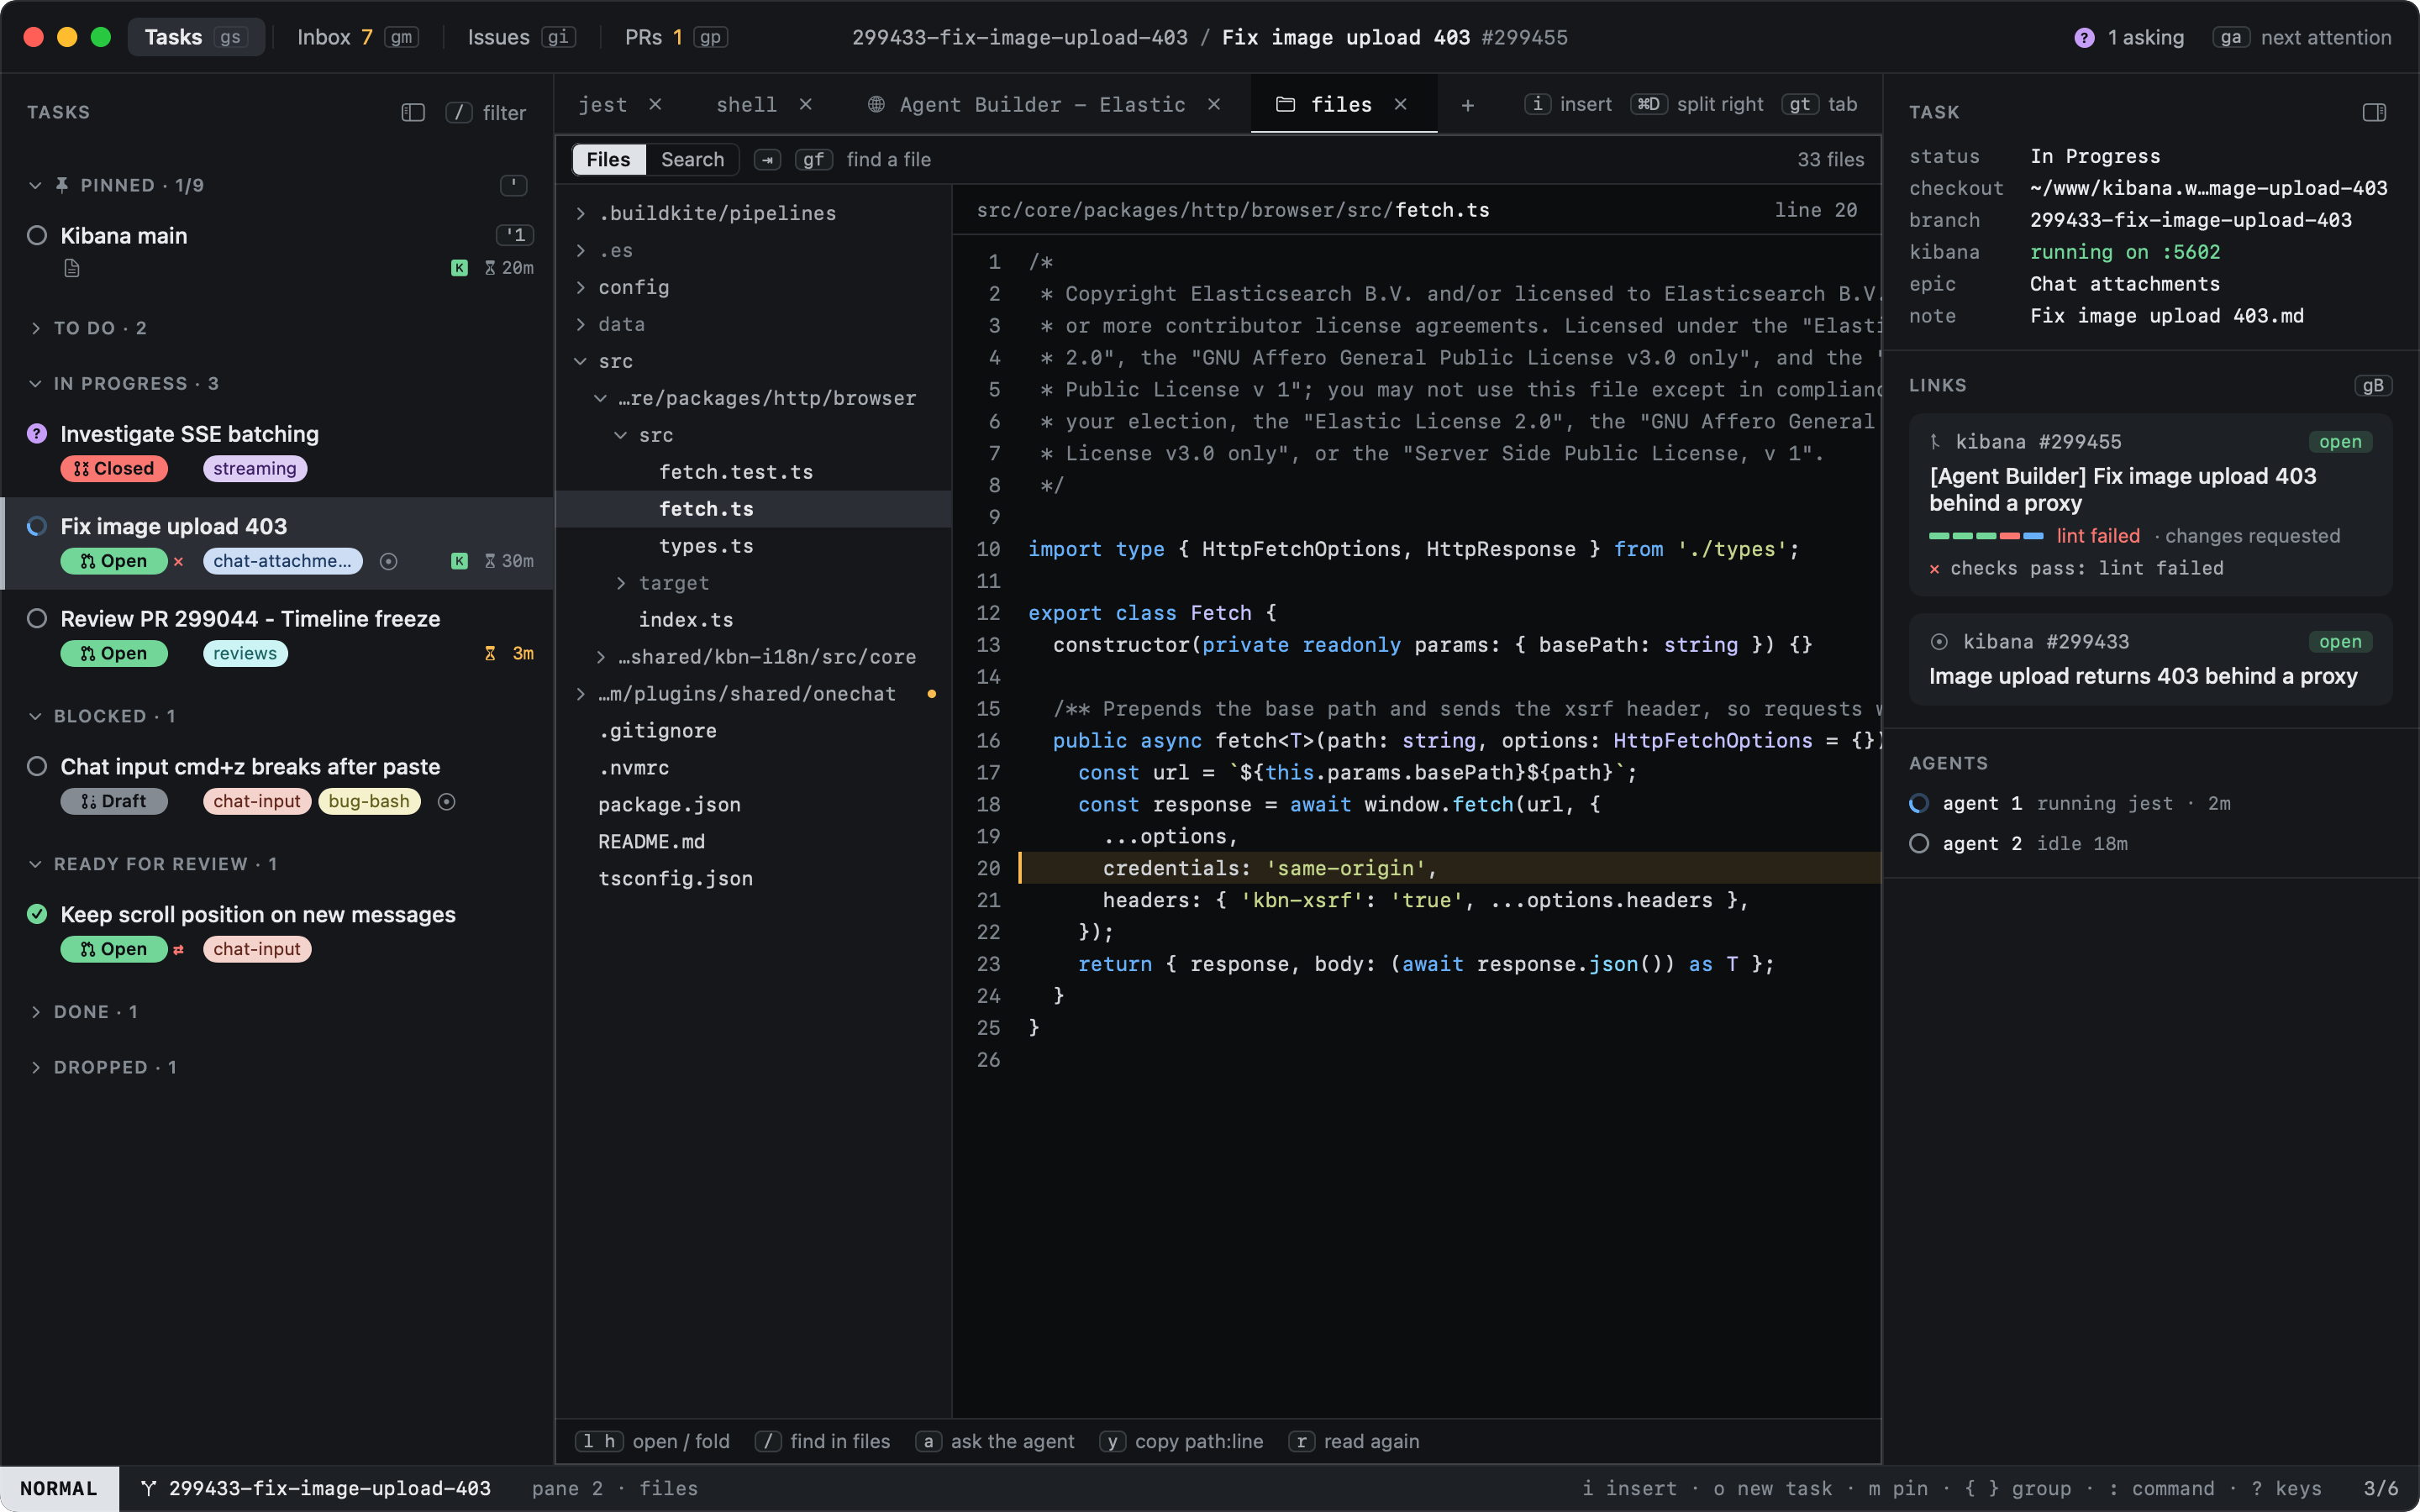 Tasks gs
Inbox 7 gm
Issues gi
PRs 1 gp
299433-fix-image-upload-403 / Fix image upload 403 #299455
? 1 asking
ga next attention
TASKS
/ filter
PINNED · 1/9 '
Kibana main '1
K 20m
TO DO · 2
IN PROGRESS · 3
? Investigate SSE batching
Closed streaming
Fix image upload 403
Open × chat-attachme... K 30m
Review PR 299044 - Timeline freeze
Open reviews 3m
BLOCKED · 1
Chat input cmd+z breaks after paste
Draft chat-input bug-bash
READY FOR REVIEW · 1
Keep scroll position on new messages
Open chat-input
DONE · 1
DROPPED · 1
jest ×
shell ×
Agent Builder – Elastic ×
files ×
+
i insert ⌘D split right gt tab
Files Search ⇥ gf find a file
33 files
.buildkite/pipelines
.es
config
data
src
…re/packages/http/browser
src
fetch.test.ts
fetch.ts
types.ts
target
index.ts
…shared/kbn-i18n/src/core
…m/plugins/shared/onechat
.gitignore
.nvmrc
package.json
README.md
tsconfig.json
src/core/packages/http/browser/src/fetch.ts line 20
1 /*
2 * Copyright Elasticsearch B.V. and/or licensed to Elasticsearch B.V.
3 * or more contributor license agreements. Licensed under the "Elasti
4 * 2.0", the "GNU Affero General Public License v3.0 only", and the "
5 * Public License v 1"; you may not use this file except in complianc
6 * your election, the "Elastic License 2.0", the "GNU Affero General
7 * License v3.0 only", or the "Server Side Public License, v 1".
8 */
9
10 import type { HttpFetchOptions, HttpResponse } from './types';
11
12 export class Fetch {
13 constructor(private readonly params: { basePath: string }) {}
14
15 /** Prepends the base path and sends the xsrf header, so requests w
16 public async fetch<T>(path: string, options: HttpFetchOptions = {})
17 const url = `${this.params.basePath}${path}`;
18 const response = await window.fetch(url, {
19 ...options,
20 credentials: 'same-origin',
21 headers: { 'kbn-xsrf': 'true', ...options.headers },
22 });
23 return { response, body: (await response.json()) as T };
24 }
25 }
26
l h open / fold / find in files a ask the agent y copy path:line r read again
TASK
status In Progress
checkout ~/www/kibana.w…mage-upload-403
branch 299433-fix-image-upload-403
kibana running on :5602
epic Chat attachments
note Fix image upload 403.md
LINKS gB
kibana #299455 open
[Agent Builder] Fix image upload 403
behind a proxy
lint failed · changes requested
× checks pass: lint failed
kibana #299433 open
Image upload returns 403 behind a proxy
AGENTS
agent 1 running jest · 2m
agent 2 idle 18m
NORMAL 299433-fix-image-upload-403 pane 2 · files
i insert · o new task · m pin · { } group · : command · ? keys 3/6